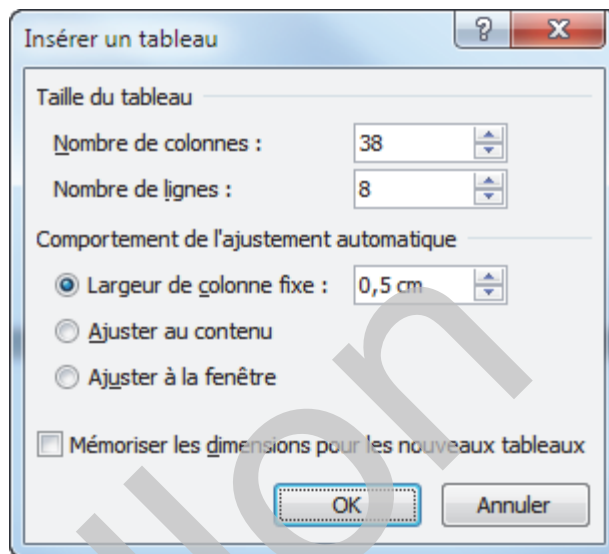 Insérer un tableau
Taille du tableau
Nombre de colonnes : 38
Nombre de lignes : 8
Comportement de l'ajustement automatique
Largeur de colonne fixe : 0,5 cm
Ajuster au contenu
Ajuster à la fenêtre
Mémoriser les dimensions pour les nouveaux tableaux
OK Annuler